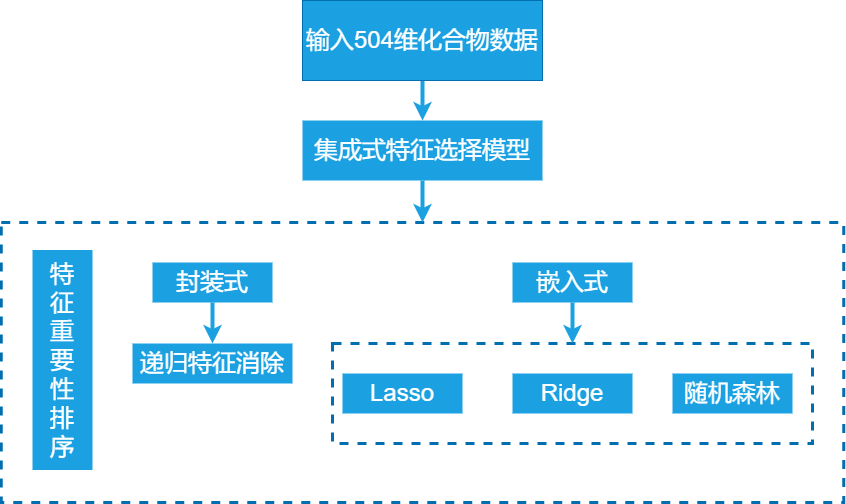 输入504维化合物数据
集成式特征选择模型
特征重要性排序
封装式
嵌入式
递归特征消除
Lasso
Ridge
随机森林